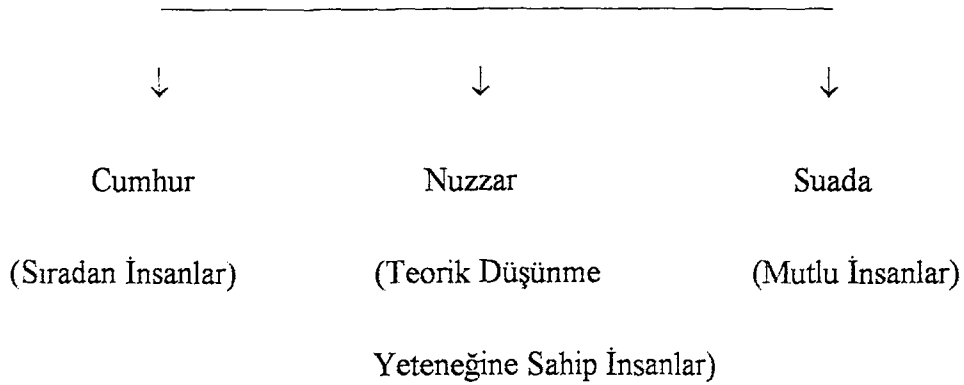 ↓ ↓ ↓
Cumhur Nuzzar Suada
(Sıradan İnsanlar) (Teorik Düşünme (Mutlu İnsanlar)
Yeteneğine Sahip İnsanlar)